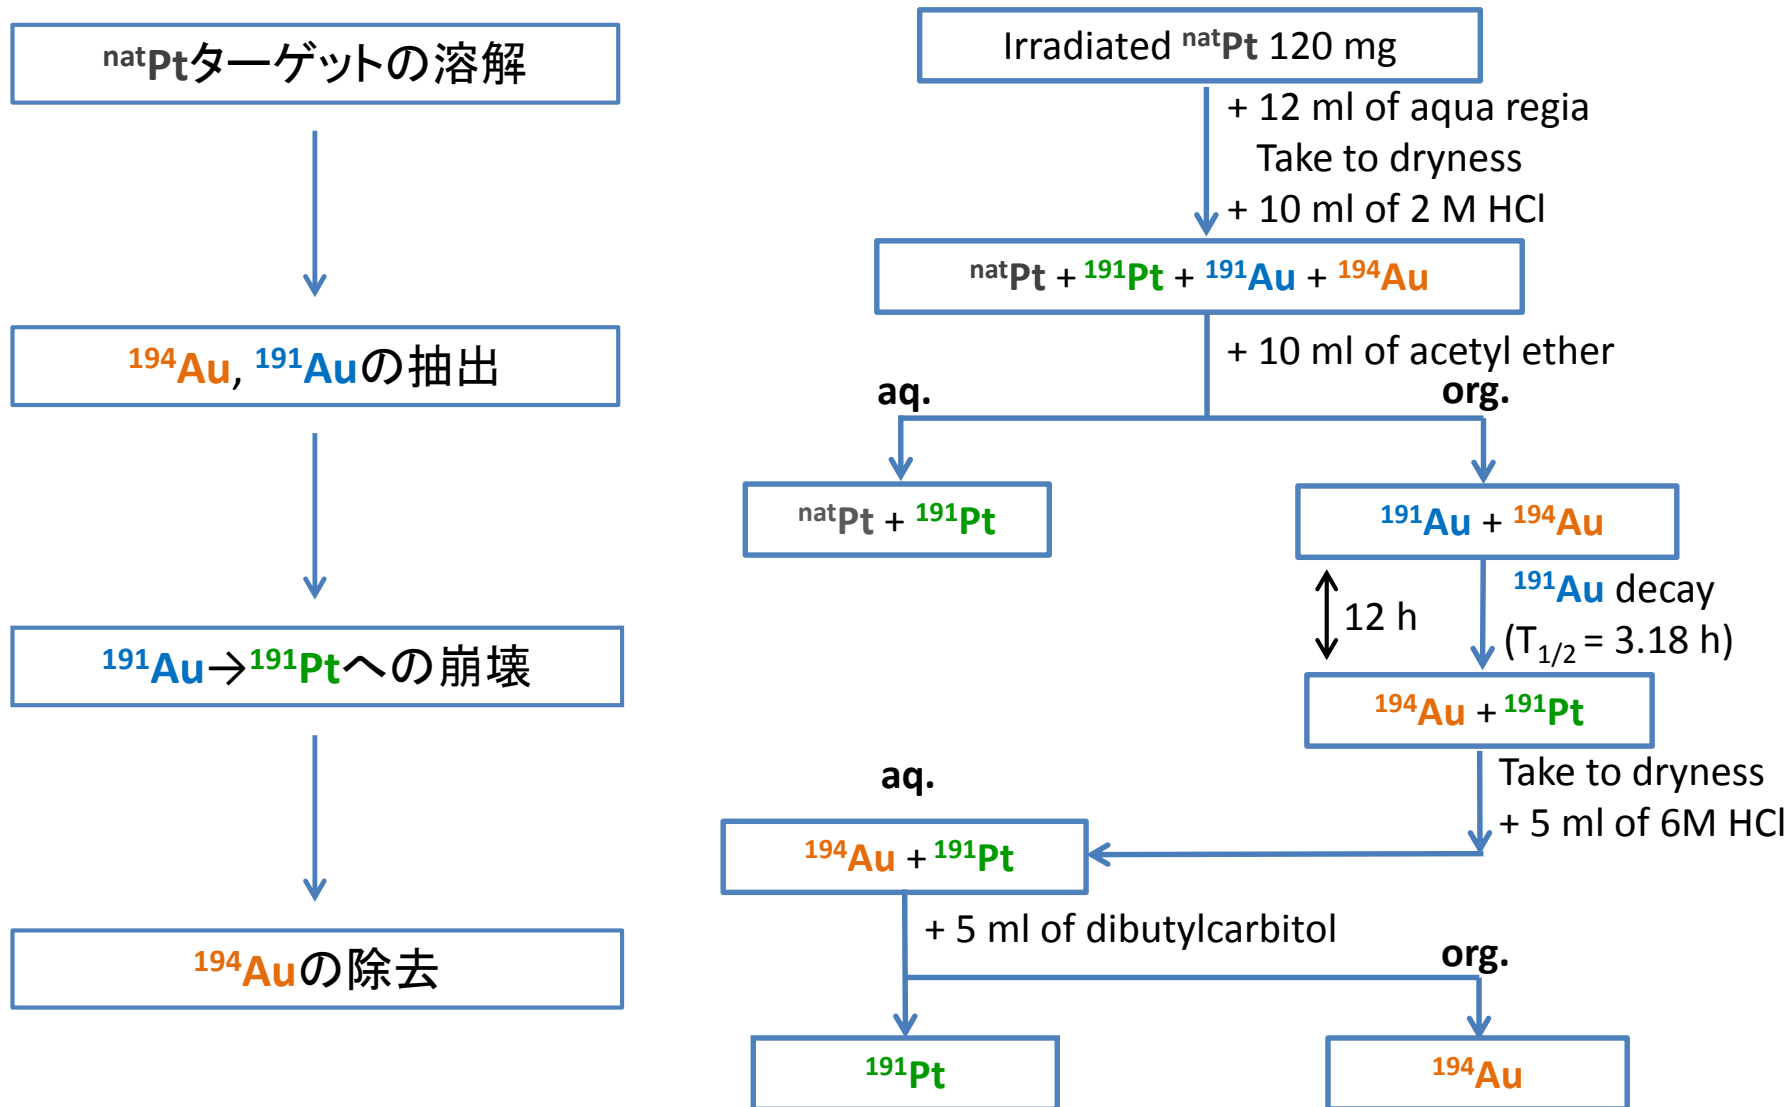 natPtターゲットの溶解
194Au, 191Auの抽出
191Au→191Ptへの崩壊
194Auの除去
Irradiated natPt 120 mg
+ 12 ml of aqua regia
Take to dryness
+ 10 ml of 2 M HCl
natPt + 191Pt + 191Au + 194Au
+ 10 ml of acetyl ether
aq.
org.
natPt + 191Pt
191Au + 194Au
12 h
191Au decay
(T1/2 = 3.18 h)
194Au + 191Pt
Take to dryness
+ 5 ml of 6M HCl
aq.
194Au + 191Pt
+ 5 ml of dibutylcarbitol
org.
191Pt
194Au